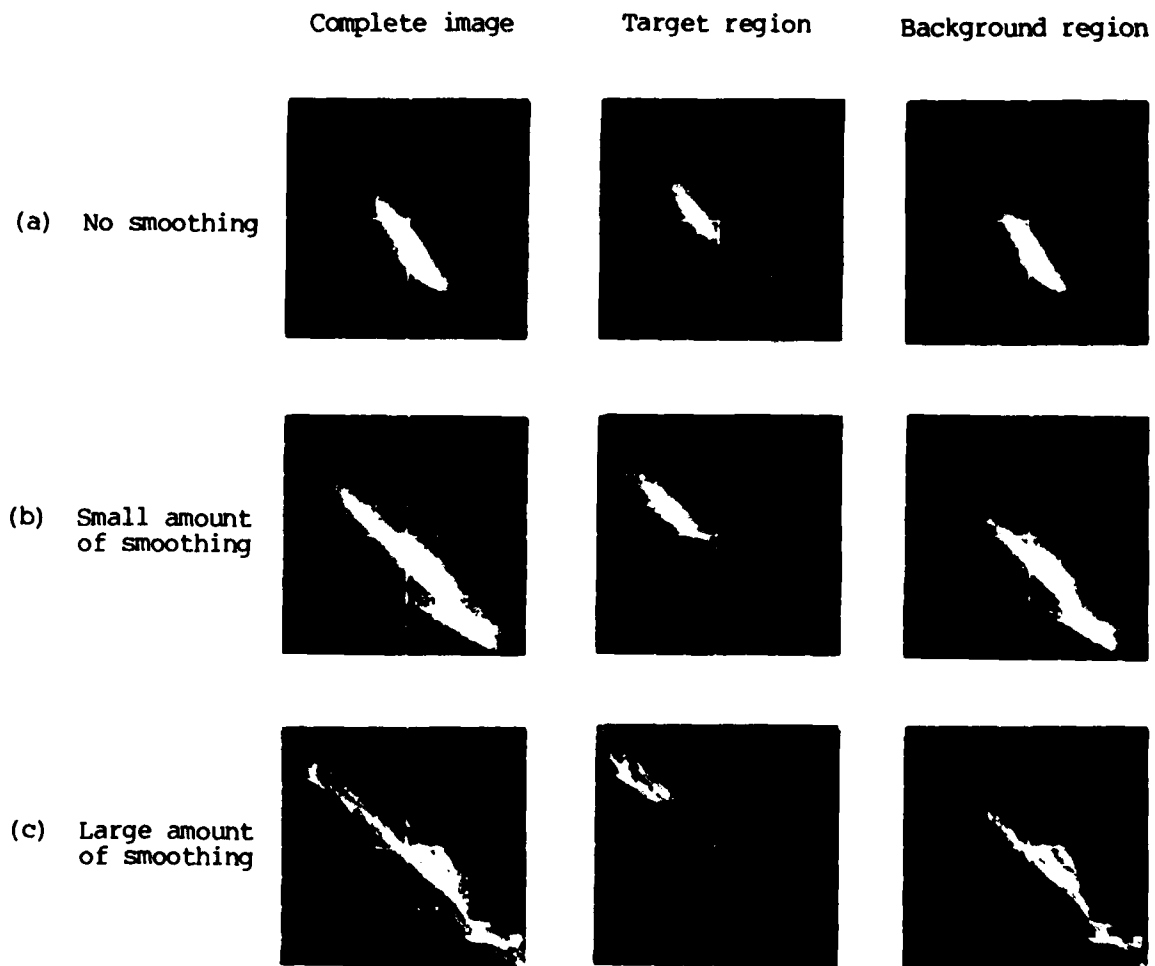 Complete image Target region Background region
(a) No smoothing
(b) Small amount
of smoothing
(c) Large amount
of smoothing